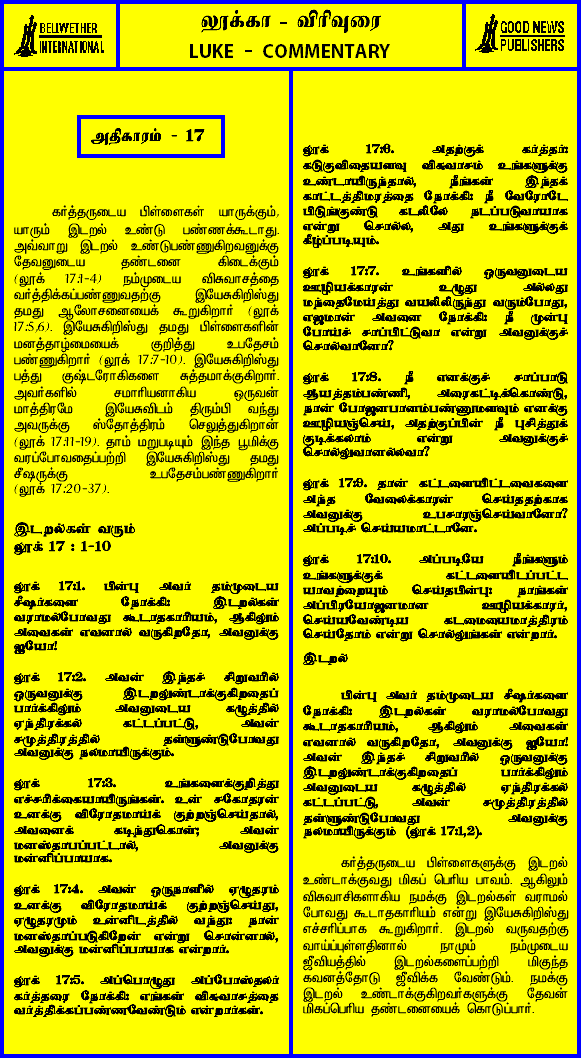 BELWETHER
INTERNATIONAL
லூக்கா - விரிவுரை
LUKE - COMMENTARY
GOOD NEWS
PUBLISHERS
அதிகாரம் - 17
கர்த்தருடைய பிள்ளைகள் யாருக்கும்,
யாரும் இடறல் உண்டு பண்ணக்கூடாது.
அவ்வாறு இடறல் உண்டுபண்ணுகிறவனுக்கு
தேவனுடைய தண்டனை கிடைக்கும்
(லூக் 17:1-4) நம்முடைய விசுவாசத்தை
வர்த்திக்கப்பண்ணுவதற்கு இயேசுகிறிஸ்து
தமது ஆலோசனையைக் கூறுகிறார் (லூக்
17:5,6). இயேசுகிறிஸ்து தமது பிள்ளைகளின்
மனத்தாழ்மையைக் குறித்து உபதேசம்
பண்ணுகிறார் (லூக் 17:7-10). இயேசுகிறிஸ்து
பத்து குஷ்டரோகிகளை சுத்தமாக்குகிறார்.
அவர்களில் சமாரியனாகிய ஒருவன்
மாத்திரமே இயேசுவிடம் திரும்பி வந்து
அவருக்கு ஸ்தோத்திரம் செலுத்துகிறான்
(லூக் 17:11-19). தாம் மறுபடியும் இந்த பூமிக்கு
வரப்போவதைப்பற்றி இயேசுகிறிஸ்து தமது
சீஷருக்கு உபதேசம்பண்ணுகிறார்
(லூக் 17:20-37).
இடறல்கள் வரும்
லூக் 17 : 1-10
லூக் 17:1. பின்பு அவர் தம்முடைய
சீஷர்களை நோக்கி: இடறல்கள்
வராமல்போவது கூடாதகாரியம், ஆகிலும்
அவைகள் எவனால் வருகிறதோ, அவனுக்கு
ஐயோ!
லூக் 17:2. அவன் இந்தச் சிறுவரில்
ஒருவனுக்கு இடறலுண்டாக்குகிறதைப்
பார்க்கிலும் அவனுடைய கழுத்தில்
ஏந்திரக்கல் கட்டப்பட்டு, அவன்
சமுத்திரத்தில் தள்ளுண்டுபோவது
அவனுக்கு நலமாயிருக்கும்.
லூக் 17:3. உங்களைக்குறித்து
எச்சரிக்கையாயிருங்கள். உன் சகோதரன்
உனக்கு விரோதமாய்க் குற்றஞ்செய்தால்,
அவனைக் கடிந்துகொள்; அவன்
மனஸ்தாபப்பட்டால், அவனுக்கு
மன்னிப்பாயாக.
லூக் 17:4. அவன் ஒருநாளில் ஏழுதரம்
உனக்கு விரோதமாய்க் குற்றஞ்செய்து,
ஏழுதரமும் உன்னிடத்தில் வந்து: நான்
மனஸ்தாபப்படுகிறேன் என்று சொன்னால்,
அவனுக்கு மன்னிப்பாயாக என்றார்.
லூக் 17:5. அப்பொழுது அப்போஸ்தலர்
கர்த்தரை நோக்கி: எங்கள் விசுவாசத்தை
வர்த்திக்கப்பண்ணவேண்டும் என்றார்கள்.
லூக் 17:6. அதற்குக் கர்த்தர்:
கடுகுவிதையளவு விசுவாசம் உங்களுக்கு
உண்டாயிருந்தால், நீங்கள் இந்தக்
காட்டத்திமரத்தை நோக்கி: நீ வேரோடே
பிடுங்குண்டு கடலிலே நடப்படுவாயாக
என்று சொல்ல, அது உங்களுக்குக்
கீழ்ப்படியும்.
லூக் 17:7. உங்களில் ஒருவனுடைய
ஊழியக்காரன் உழுது அல்லது
மந்தைமேய்த்து வயலிலிருந்து வரும்போது,
எஜமான் அவனை நோக்கி: நீ முன்பு
போய்ச் சாப்பிட்டுவா என்று அவனுக்குச்
சொல்வானோ?
லூக் 17:8. நீ எனக்குச் சாப்பாடு
ஆயத்தம்பண்ணி, அரைகட்டிக்கொண்டு,
நான் போஜனபானம்பண்ணுமளவும் எனக்கு
ஊழியஞ்செய், அதற்குப்பின் நீ புசித்துக்
குடிக்கலாம் என்று அவனுக்குச்
சொல்லுவானல்லவா?
லூக் 17:9. தான் கட்டளையிட்டவைகளை
அந்த வேலைக்காரன் செய்ததற்காக
அவனுக்கு உபசாரஞ்செய்வானோ?
அப்படிச் செய்யமாட்டானே.
லூக் 17:10. அப்படியே நீங்களும்
உங்களுக்குக் கட்டளையிடப்பட்ட
யாவற்றையும் செய்தபின்பு: நாங்கள்
அப்பிரயோஜனமான ஊழியக்காரர்,
செய்யவேண்டிய கடமையைமாத்திரம்
செய்தோம் என்று சொல்லுங்கள் என்றார்.
இடறல்
பின்பு அவர் தம்முடைய சீஷர்களை
நோக்கி: இடறல்கள் வராமல்போவது
கூடாதகாரியம், ஆகிலும் அவைகள்
எவனால் வருகிறதோ, அவனுக்கு ஐயோ!
அவன் இந்தச் சிறுவரில் ஒருவனுக்கு
இடறலுண்டாக்குகிறதைப் பார்க்கிலும்
அவனுடைய கழுத்தில் ஏந்திரக்கல்
கட்டப்பட்டு, அவன் சமுத்திரத்தில்
தள்ளுண்டுபோவது அவனுக்கு
நலமாயிருக்கும் (லூக் 17:1,2).
கர்த்தருடைய பிள்ளைகளுக்கு இடறல்
உண்டாக்குவது மிகப் பெரிய பாவம். ஆகிலும்
விசுவாசிகளாகிய நமக்கு இடறல்கள் வராமல்
போவது கூடாதகாரியம் என்று இயேசுகிறிஸ்து
எச்சரிப்பாக கூறுகிறார். இடறல் வருவதற்கு
வாய்ப்புள்ளதினால் நாமும் நம்முடைய
ஜீவியத்தில் இடறல்களைப்பற்றி மிகுந்த
கவனத்தோடு ஜீவிக்க வேண்டும். நமக்கு
இடறல் உண்டாக்குகிறவர்களுக்கு தேவன்
மிகப்பெரிய தண்டனையைக் கொடுப்பார்.